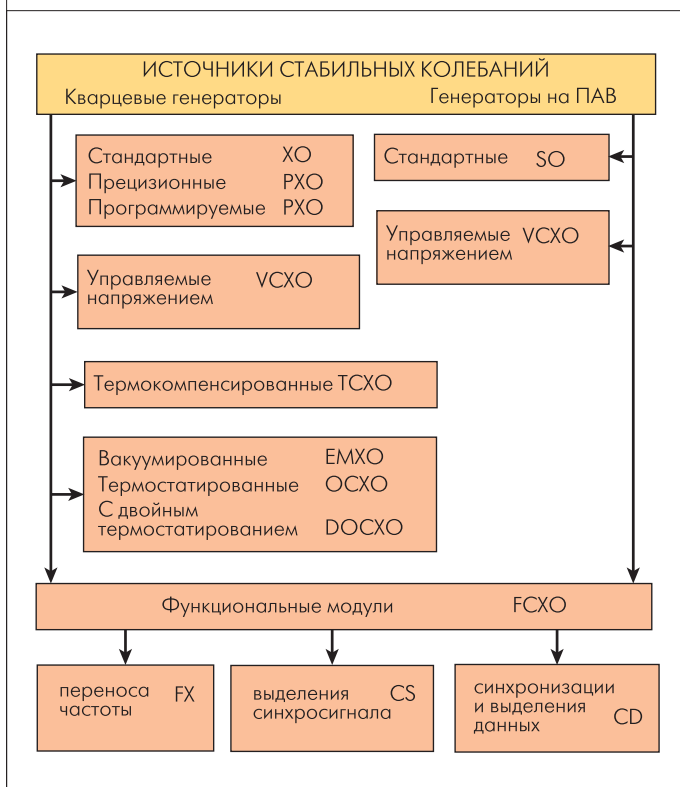 ИСТОЧНИКИ СТАБИЛЬНЫХ КОЛЕБАНИЙ
Кварцевые генераторы Генераторы на ПАВ
Стандартные XO
Прецизионные PXO
Программируемые PXO
Стандартные SO
Управляемые VCXO
напряжением
Управляемые VCXO
напряжением
Термокомпенсированные TCXO
Вакуумированные EMXO
Термостатированные OCXO
С двойным
термостатированием DOCXO
Функциональные модули FCXO
переноса FX
частоты
выделения CS
синхросигнала
синхронизации
и выделения
данных CD